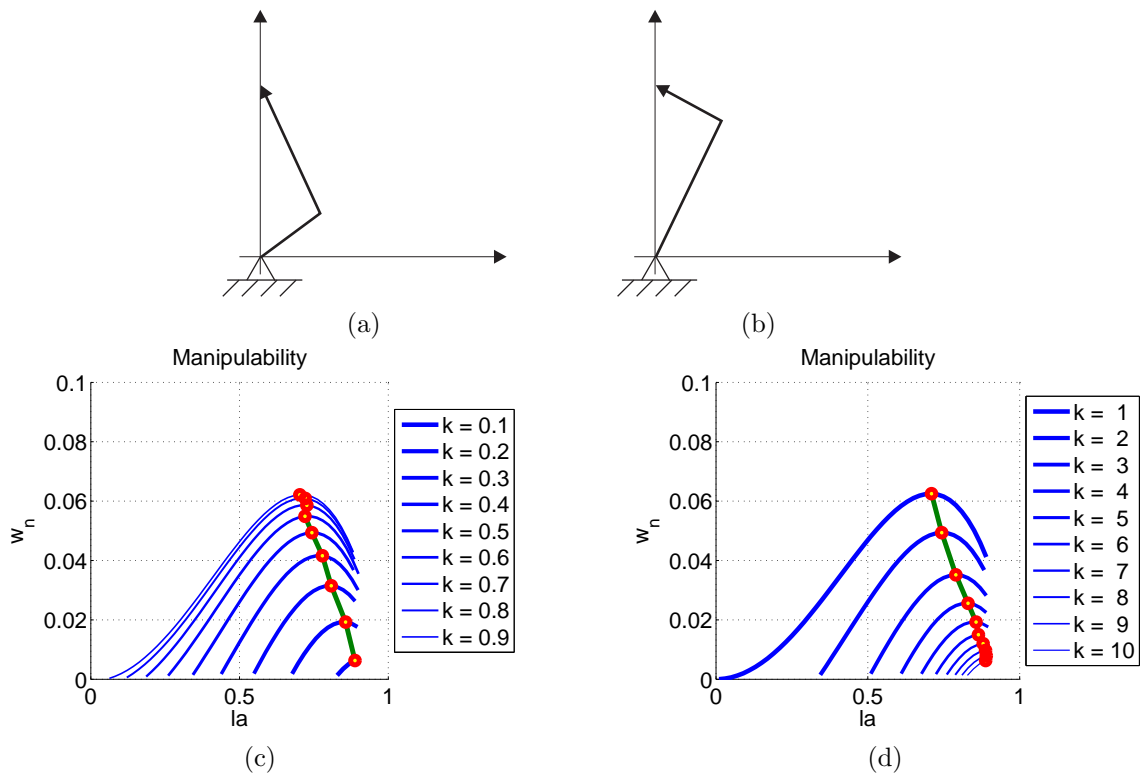 (a)
(b)
Manipulability
0.1
0.08
0.06
0.04
0.02
0
w_n
0
0.5
1
la
k = 0.1
k = 0.2
k = 0.3
k = 0.4
k = 0.5
k = 0.6
k = 0.7
k = 0.8
k = 0.9
(c)
Manipulability
0.1
0.08
0.06
0.04
0.02
0
w_n
0
0.5
1
la
k = 1
k = 2
k = 3
k = 4
k = 5
k = 6
k = 7
k = 8
k = 9
k = 10
(d)